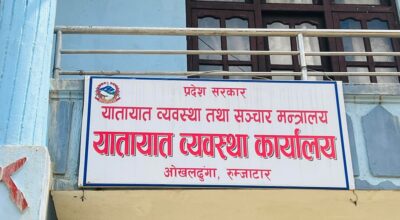 प्रदेश सरकार
यातायात व्यवस्था तथा सञ्चार मन्त्रालय
यातायात व्यवस्था कार्यालय
ओखलढुंगा, रुम्जाटार